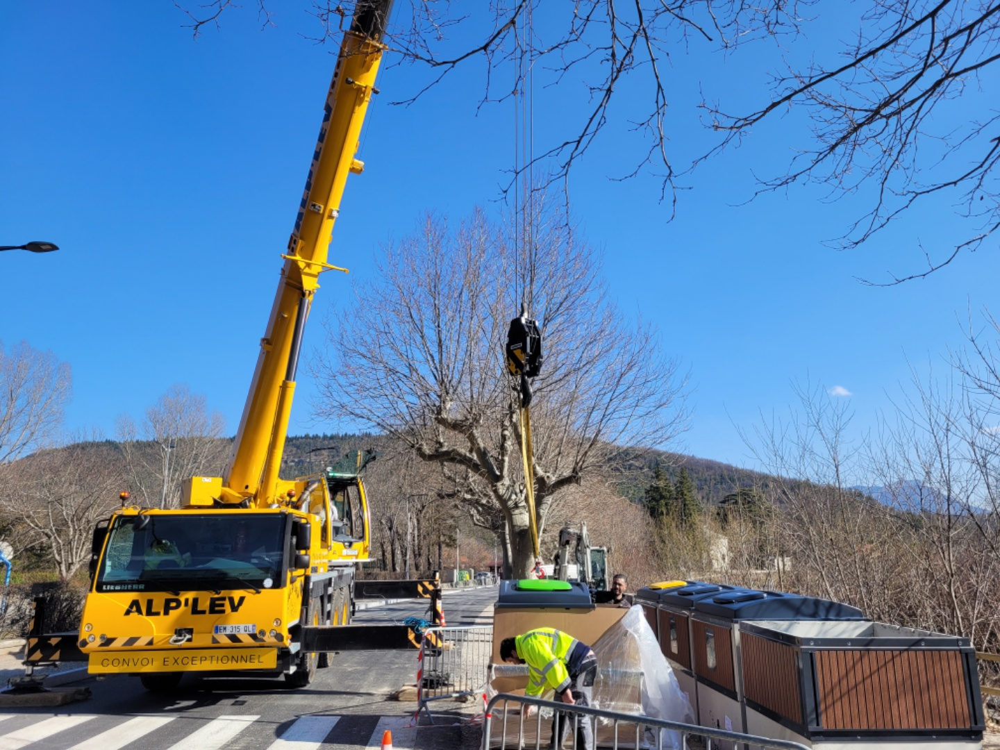 LIEBHERR
ALP'LEV
EM 315 QL
CONVOI EXCEPTIONNEL